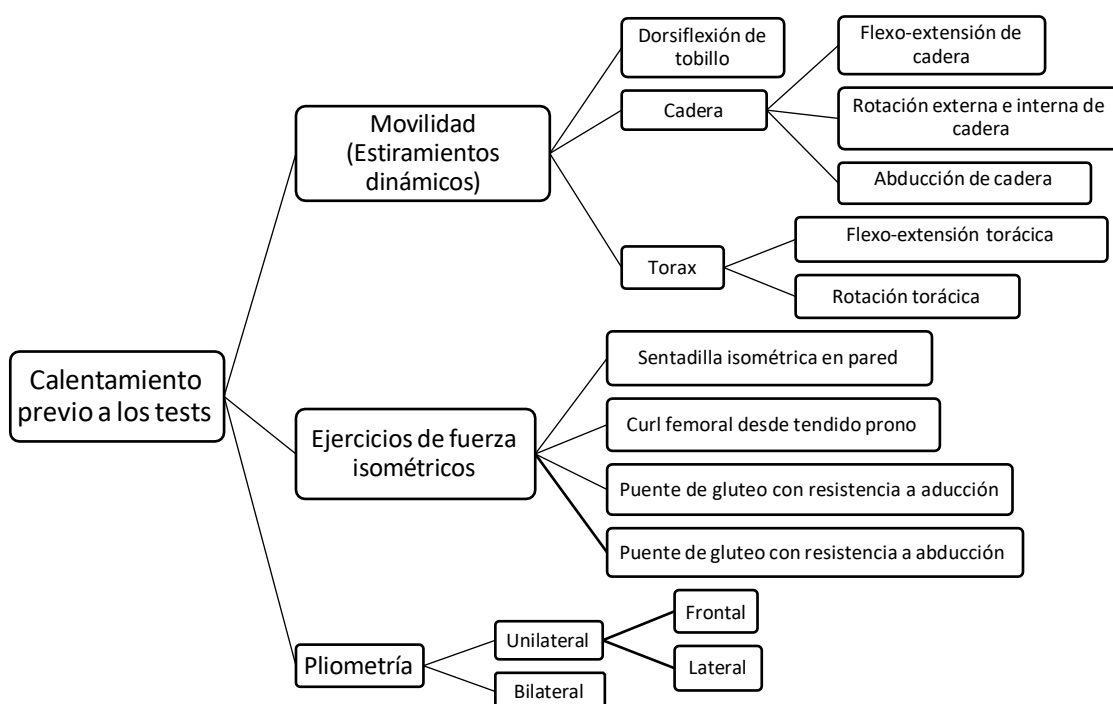 Calentamiento
previo a los tests
Movilidad
(Estiramientos
dinámicos)
Dorsiflexión de
tobillo
Cadera
Flexo-extensión de
cadera
Rotación externa e interna de
cadera
Abducción de cadera
Torax
Flexo-extensión torácica
Rotación torácica
Ejercicios de fuerza
isométricos
Sentadilla isométrica en pared
Curl femoral desde tendido prono
Puente de gluteo con resistencia a aducción
Puente de gluteo con resistencia a abducción
Pliometría
Unilateral
Frontal
Lateral
Bilateral